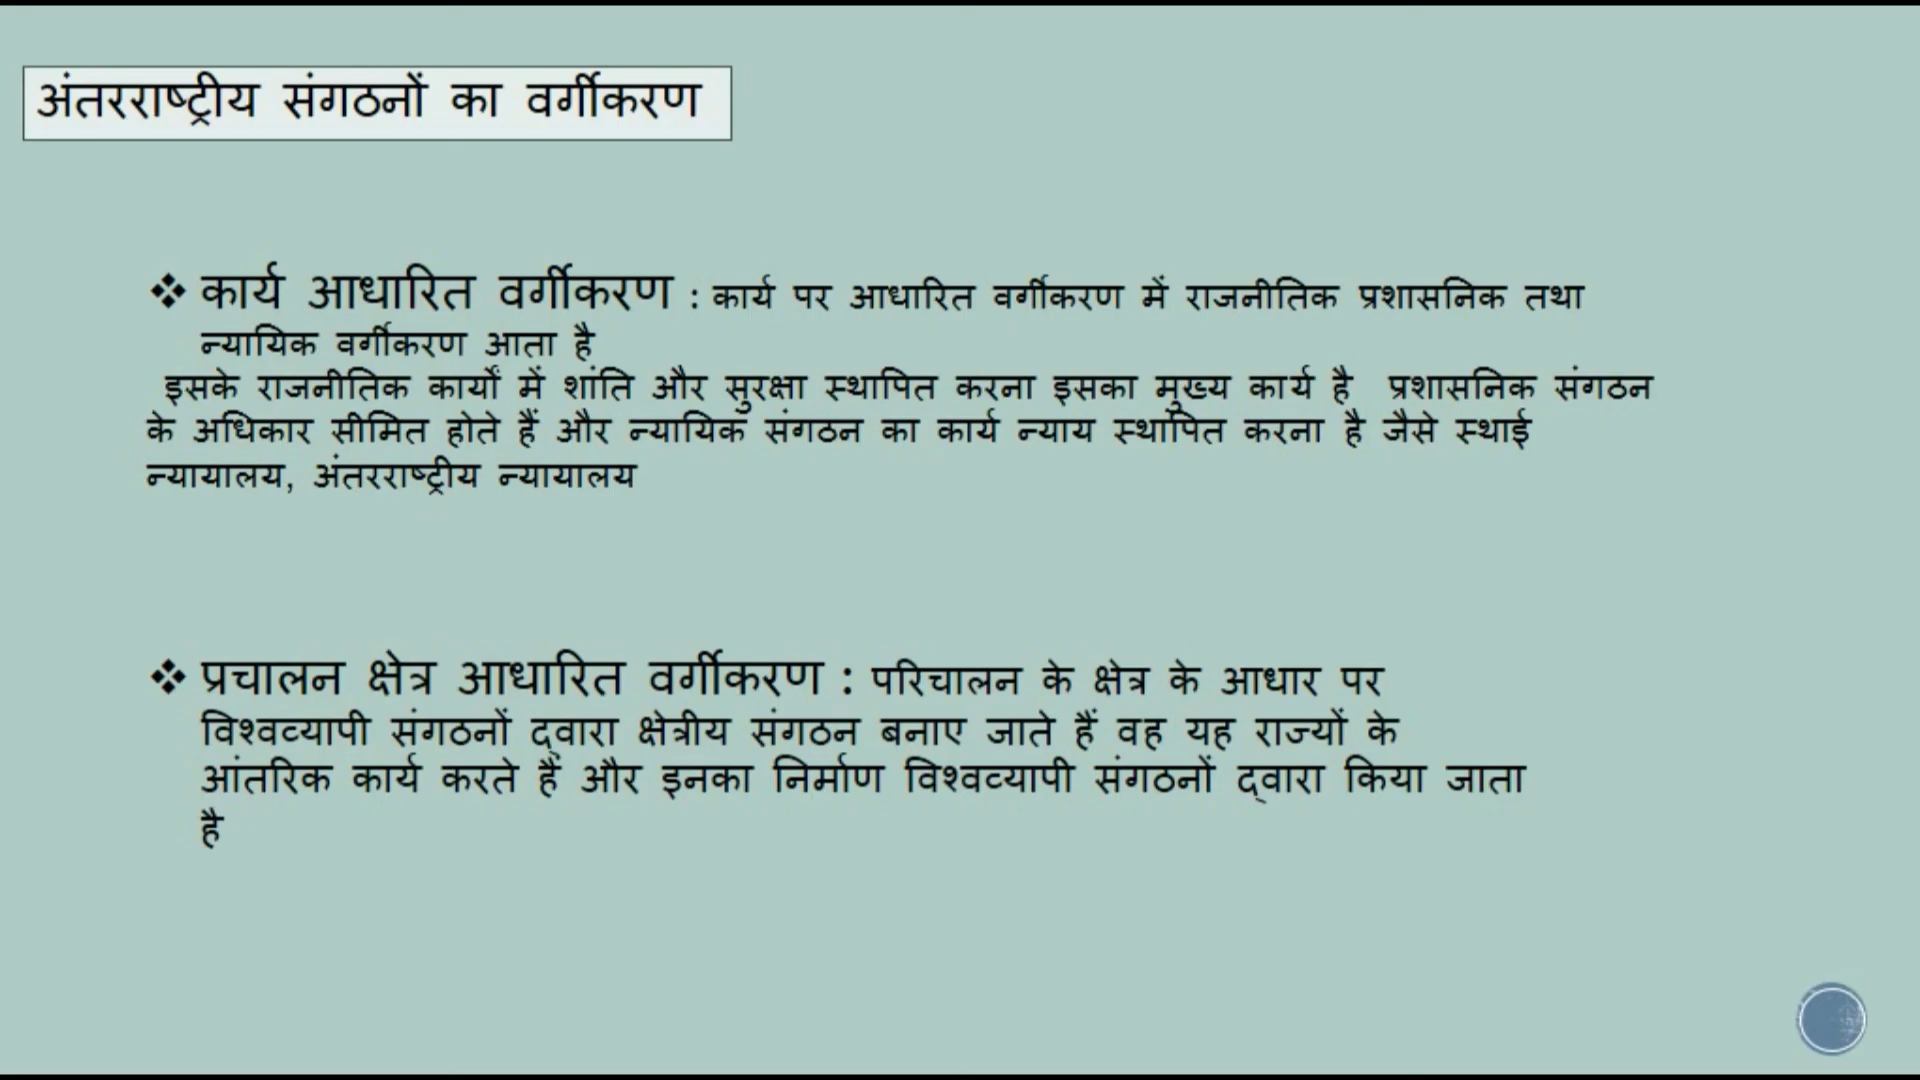 अंतरराष्ट्रीय संगठनों का वर्गीकरण
❖ कार्य आधारित वर्गीकरण : कार्य पर आधारित वर्गीकरण में राजनीतिक प्रशासनिक तथा
न्यायिक वर्गीकरण आता है
इसके राजनीतिक कार्यों में शांति और सुरक्षा स्थापित करना इसका मुख्य कार्य है प्रशासनिक संगठन
के अधिकार सीमित होते हैं और न्यायिक संगठन का कार्य न्याय स्थापित करना है जैसे स्थाई
न्यायालय, अंतरराष्ट्रीय न्यायालय
❖ प्रचालन क्षेत्र आधारित वर्गीकरण : परिचालन के क्षेत्र के आधार पर
विश्वव्यापी संगठनों द्वारा क्षेत्रीय संगठन बनाए जाते हैं वह यह राज्यों के
आंतरिक कार्य करते हैं और इनका निर्माण विश्वव्यापी संगठनों द्वारा किया जाता
है